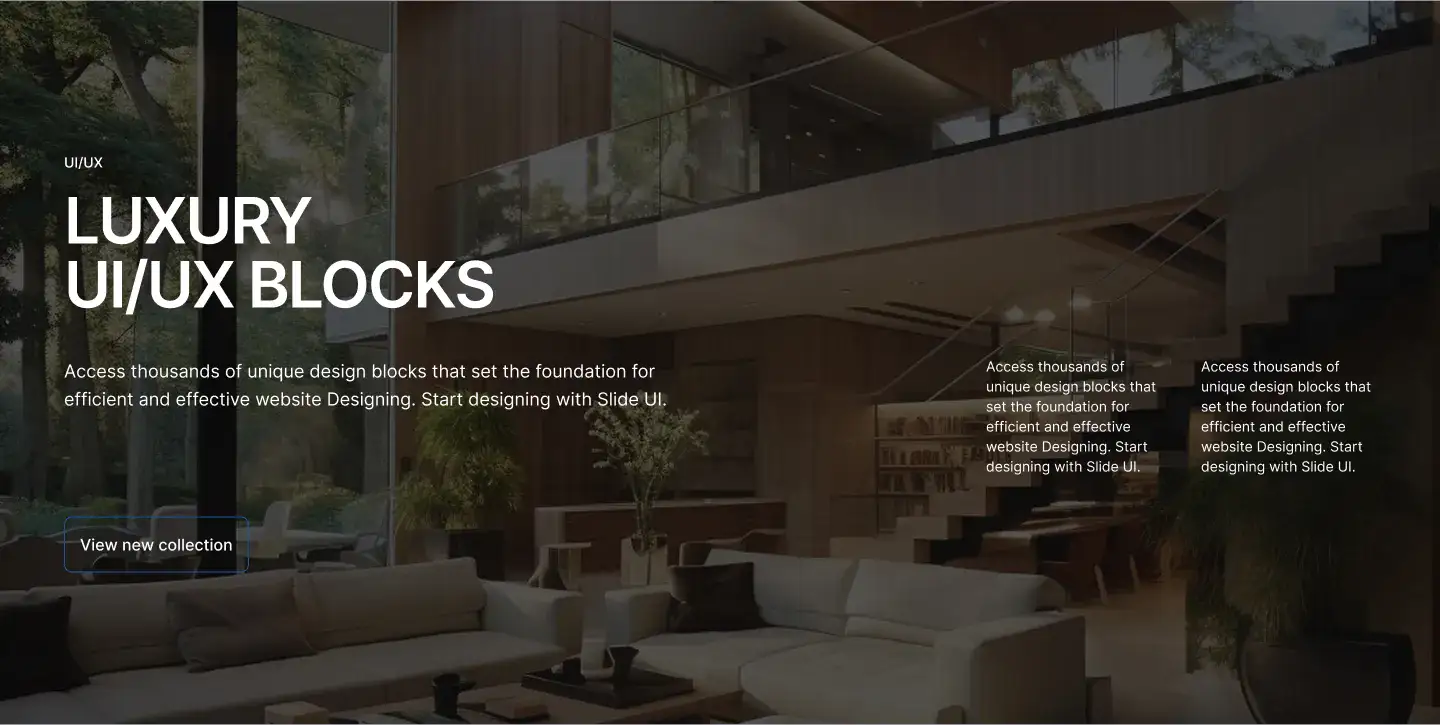 UI/UX
LUXURY
UI/UX BLOCKS
Access thousands of unique design blocks that set the foundation for
efficient and effective website Designing. Start designing with Slide UI.
View new collection
Access thousands of
unique design blocks that
set the foundation for
efficient and effective
website Designing. Start
designing with Slide UI.
Access thousands of
unique design blocks that
set the foundation for
efficient and effective
website Designing. Start
designing with Slide UI.